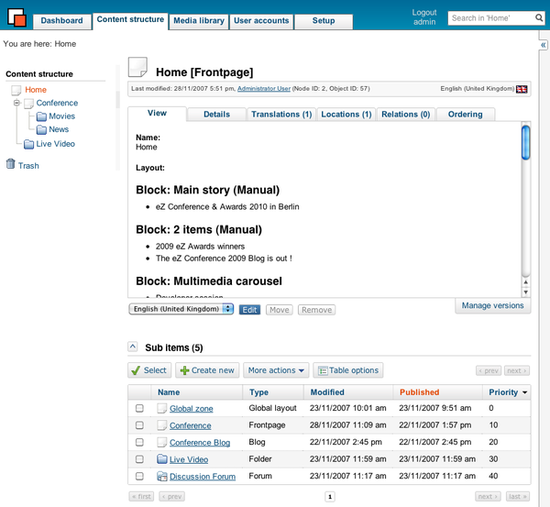 Dashboard Content structure Media library User accounts Setup
Logout
admin
Search in 'Home'
You are here: Home
Content structure
Home
Conference
Movies
News
Live Video
Trash
Home [Frontpage]
Last modified: 28/11/2007 5:51 pm, Administrator User (Node ID: 2, Object ID: 57) English (United Kingdom)
View Details Translations (1) Locations (1) Relations (0) Ordering
Name:
Home
Layout:
Block: Main story (Manual)
• eZ Conference & Awards 2010 in Berlin
Block: 2 items (Manual)
• 2009 eZ Awards winners
• The eZ Conference 2009 Blog is out !
Block: Multimedia carousel
• Developer session
English (United Kingdom) Edit Move Remove Manage versions
Sub items (5)
Select Create new More actions Table options ‹ prev next ›
Name Type Modified Published Priority
Global zone Global layout 23/11/2007 10:01 am 23/11/2007 9:51 am 0
Conference Frontpage 28/11/2007 11:09 am 22/11/2007 1:57 pm 10
Conference Blog Blog 22/11/2007 2:45 pm 22/11/2007 2:45 pm 20
Live Video Folder 23/11/2007 11:59 am 23/11/2007 11:59 am 30
Discussion Forum Forum 23/11/2007 11:17 am 23/11/2007 11:17 am 40
« first ‹ prev 1 next › last »